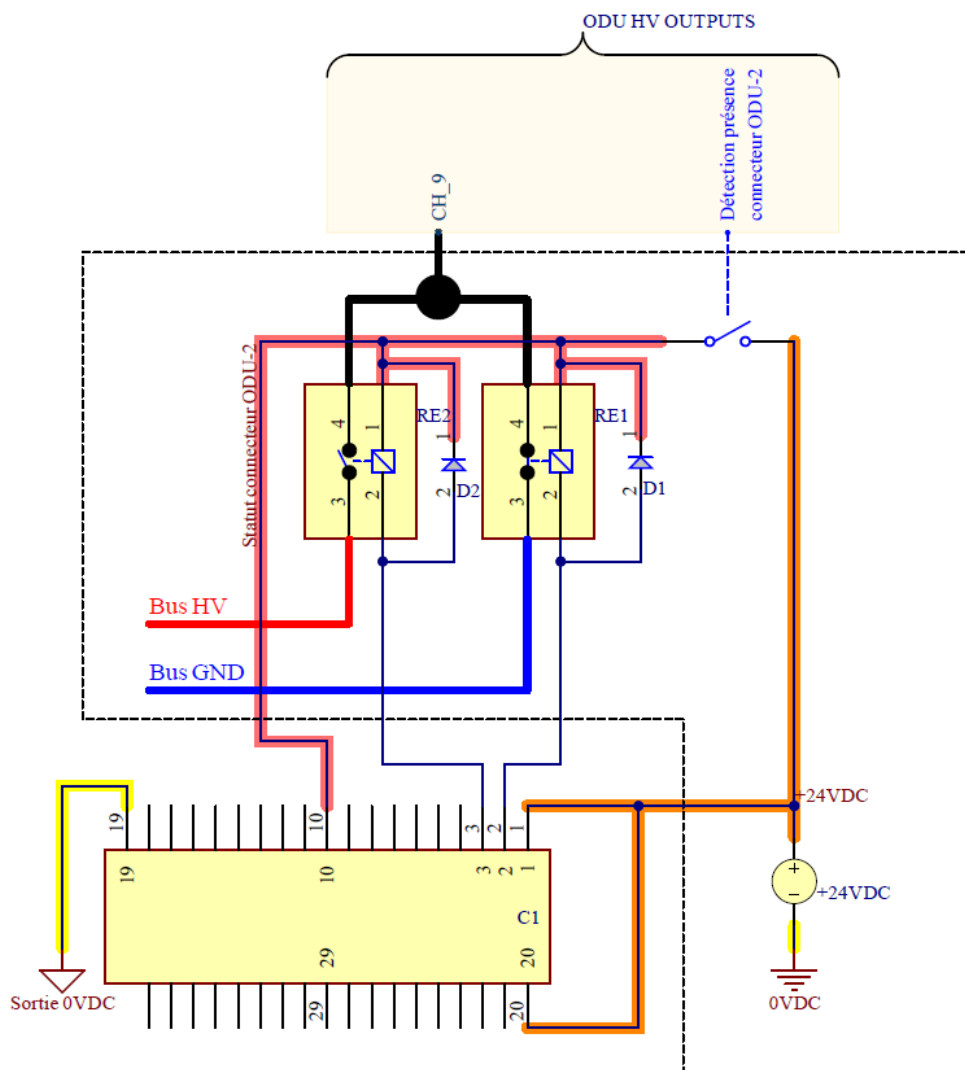 ODU HV OUTPUTS
Détection présence
connecteur ODU-2
CH_9
Statut connecteur ODU-2
4
1
RE2
3
2
1
2
D2
4
1
RE1
3
2
1
2
D1
Bus HV
Bus GND
+24VDC
19
10
3
2
1
19
10
3
2
1
+24VDC
C1
29
20
29
20
Sortie 0VDC
0VDC